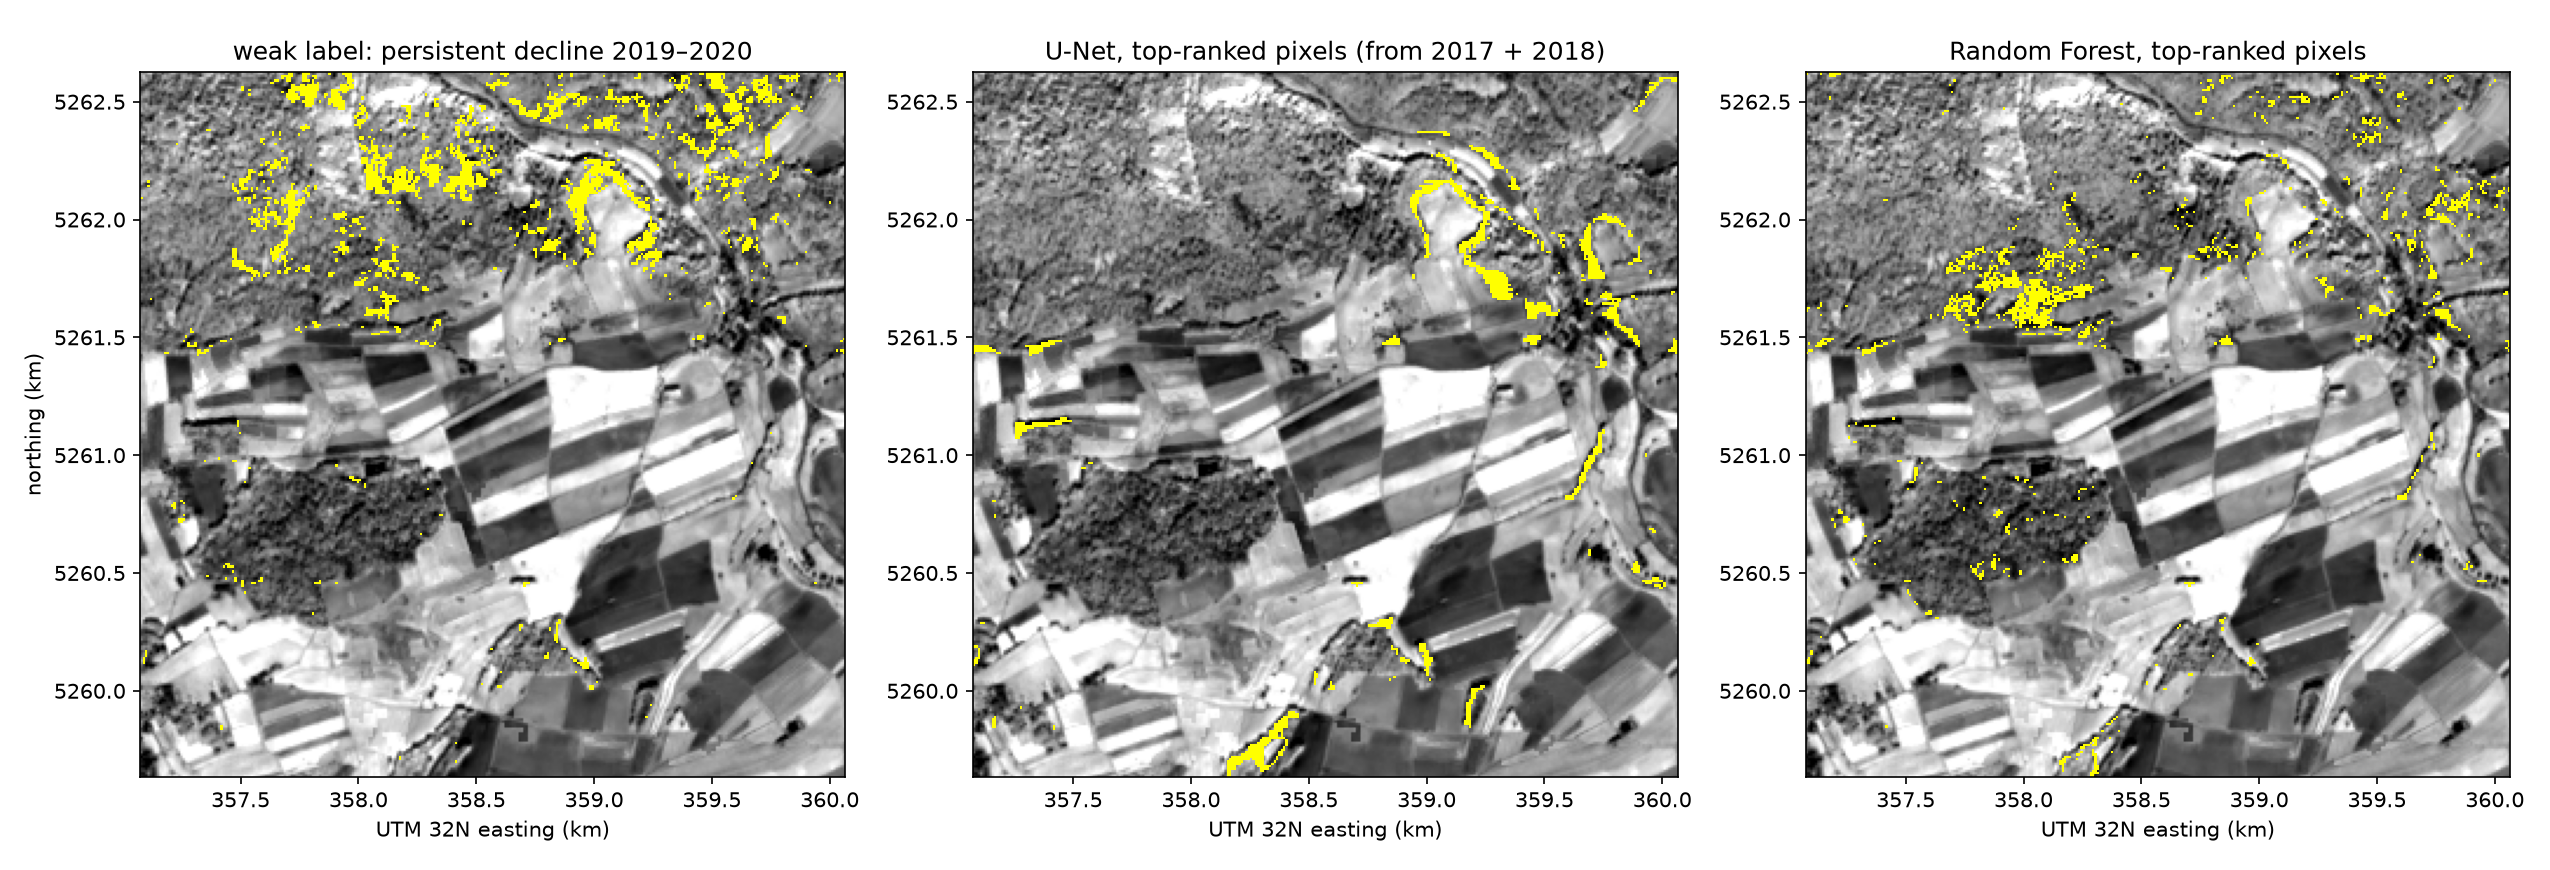 weak label: persistent decline 2019–2020
U-Net, top-ranked pixels (from 2017 + 2018)
Random Forest, top-ranked pixels
northing (km)
5262.5
5262.0
5261.5
5261.0
5260.5
5260.0
357.5 358.0 358.5 359.0 359.5 360.0
UTM 32N easting (km)
5262.5
5262.0
5261.5
5261.0
5260.5
5260.0
357.5 358.0 358.5 359.0 359.5 360.0
UTM 32N easting (km)
5262.5
5262.0
5261.5
5261.0
5260.5
5260.0
357.5 358.0 358.5 359.0 359.5 360.0
UTM 32N easting (km)